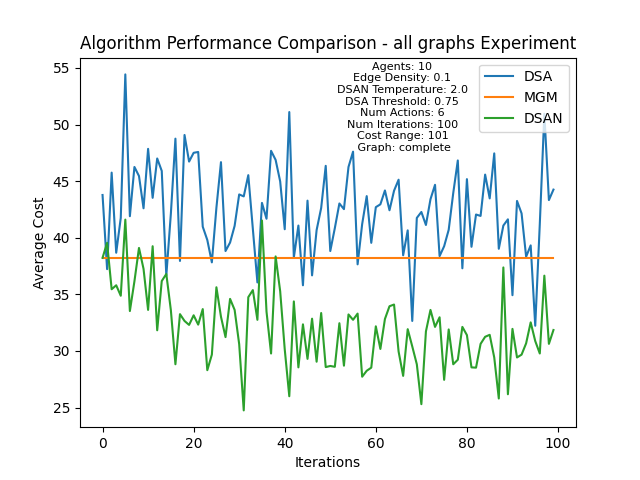 Algorithm Performance Comparison - all graphs Experiment
Agents: 10
Edge Density: 0.1
DSAN Temperature: 2.0
DSA Threshold: 0.75
Num Actions: 6
Num Iterations: 100
Cost Range: 101
Graph: complete
DSA
MGM
DSAN
Average Cost
55
50
45
40
35
30
25
0
20
40
60
80
100
Iterations